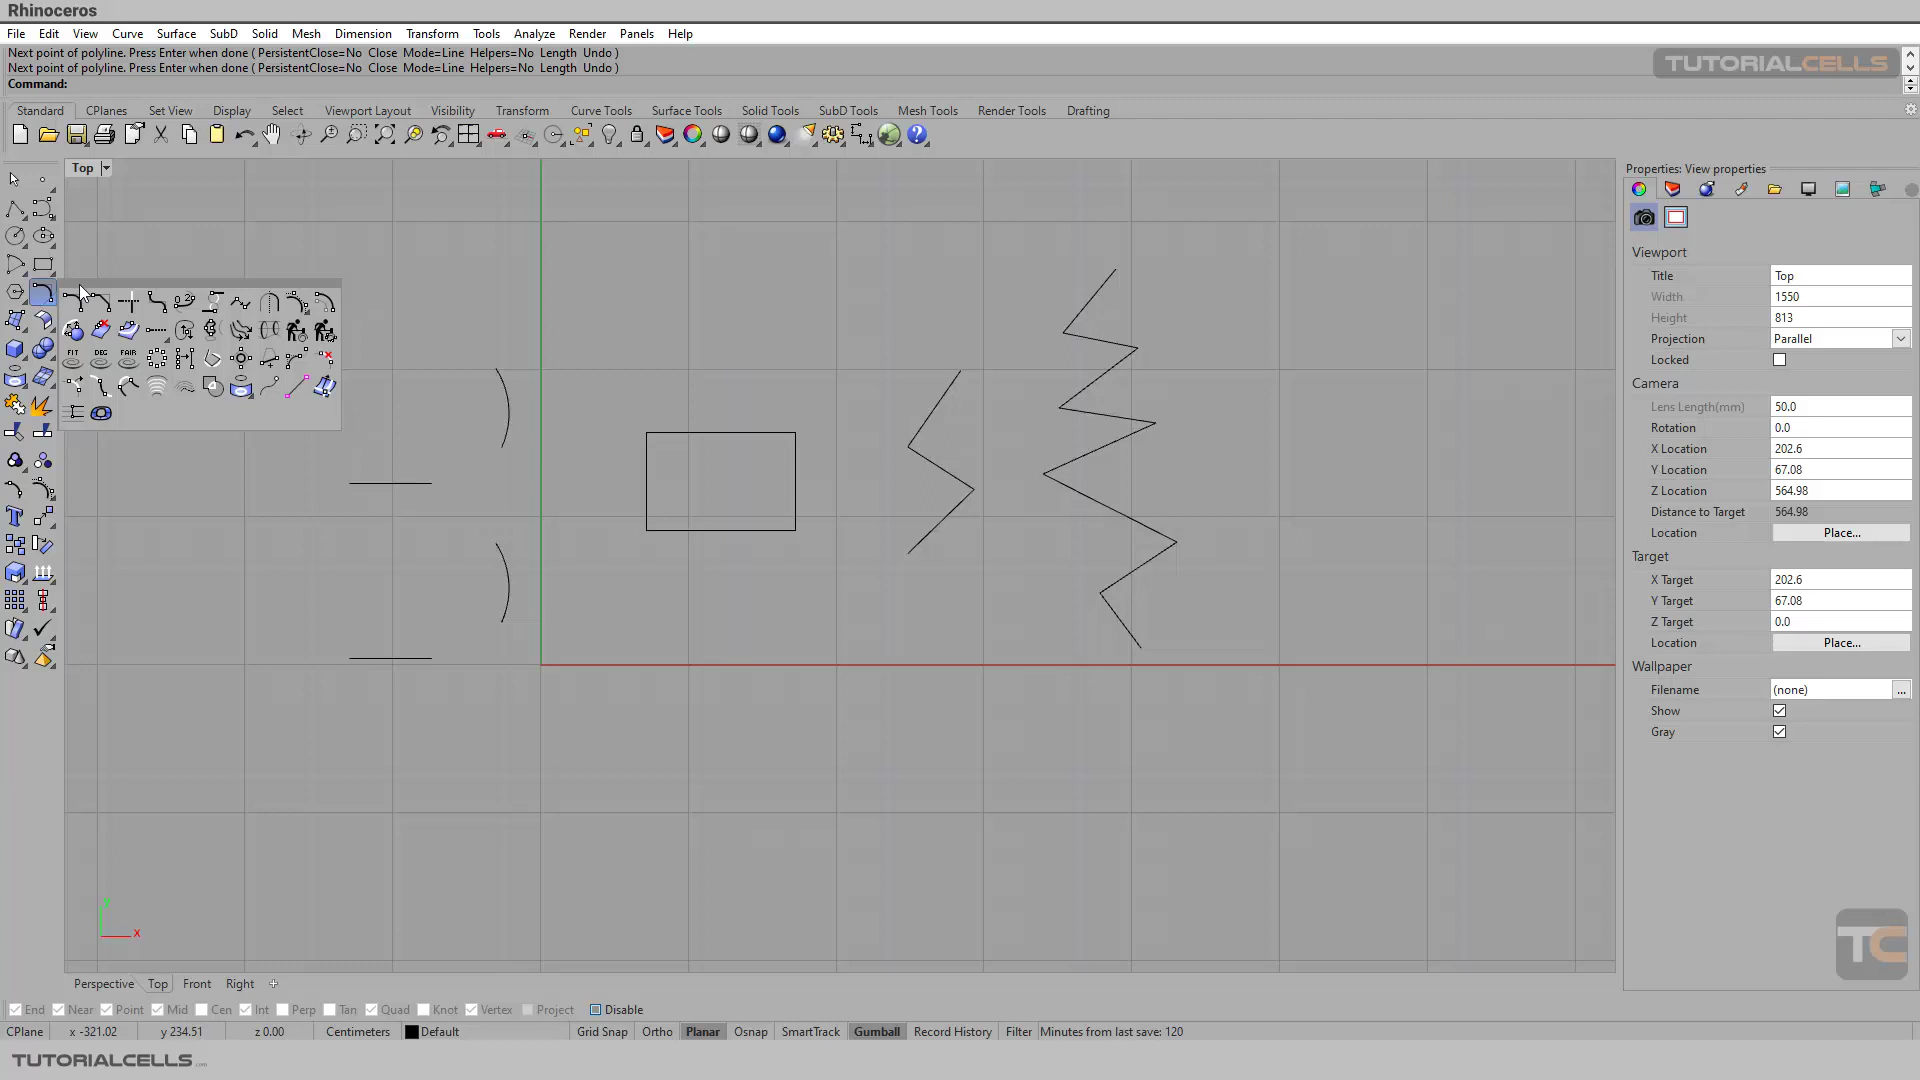 Rhinoceros
File Edit View Curve Surface SubD Solid Mesh Dimension Transform Tools Analyze Render Panels Help
Next point of polyline. Press Enter when done ( PersistentClose=No Close Mode=Line Helpers=No Length Undo )
Next point of polyline. Press Enter when done ( PersistentClose=No Close Mode=Line Helpers=No Length Undo )
Command:
TUTORIALCELLS
Standard CPlanes Set View Display Select Viewport Layout Visibility Transform Curve Tools Surface Tools Solid Tools SubD Tools Mesh Tools Render Tools Drafting
Top
FIT DEG FAIR
y
x
Properties: View properties
Viewport
Title Top
Width 1550
Height 813
Projection Parallel
Locked
Camera
Lens Length(mm) 50.0
Rotation 0.0
X Location 202.6
Y Location 67.08
Z Location 564.98
Distance to Target 564.98
Location Place...
Target
X Target 202.6
Y Target 67.08
Z Target 0.0
Location Place...
Wallpaper
Filename (none) ...
Show
Gray
TC
Perspective Top Front Right
End Near Point Mid Cen Int Perp Tan Quad Knot Vertex Project Disable
CPlane x -321.02 y 234.51 z 0.00 Centimeters Default Grid Snap Ortho Planar Osnap SmartTrack Gumball Record History Filter Minutes from last save: 120
TUTORIALCELLS